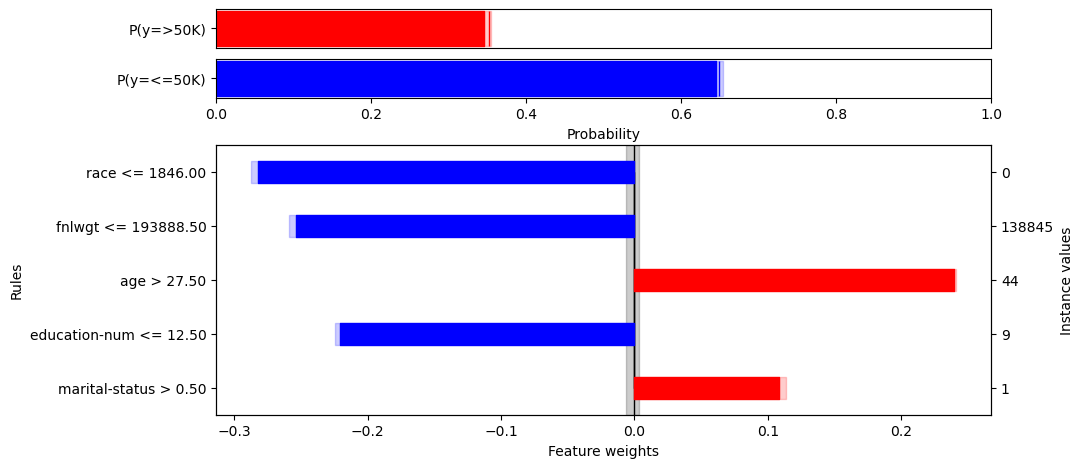 P(y=>50K)
P(y=<=50K)
0.0 0.2 0.4 0.6 0.8 1.0
Probability
race <= 1846.00 0
fnlwgt <= 193888.50 138845
age > 27.50 44
education-num <= 12.50 9
marital-status > 0.50 1
Rules
Instance values
−0.3 −0.2 −0.1 0.0 0.1 0.2
Feature weights